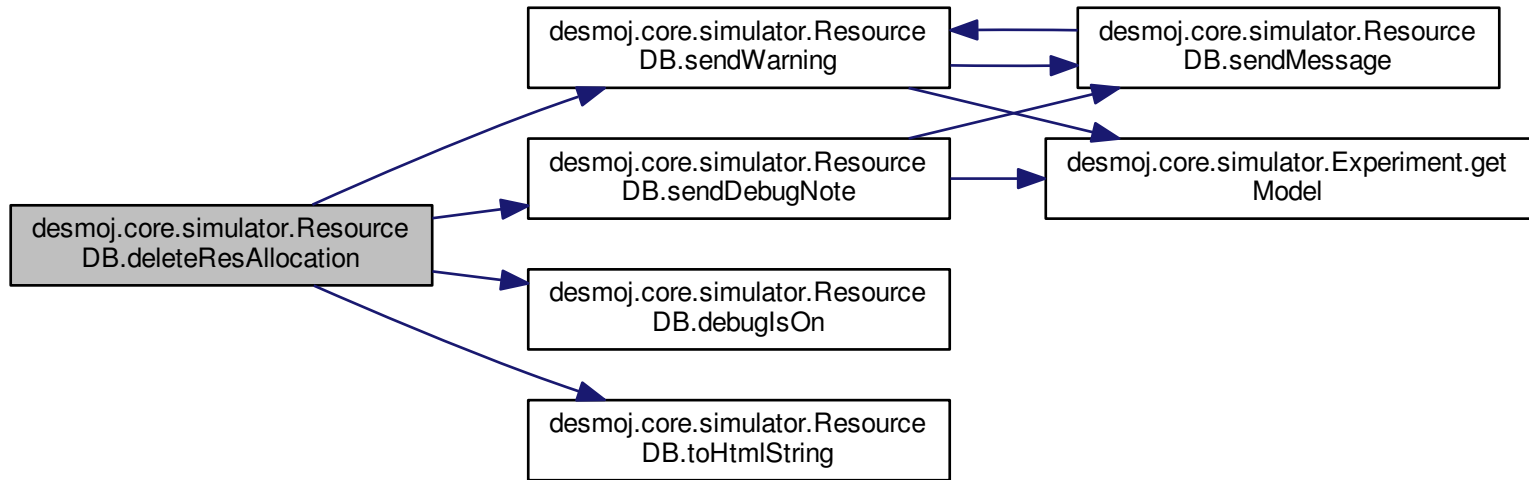 desmoj.core.simulator.Resource
DB.deleteResAllocation
desmoj.core.simulator.Resource
DB.sendWarning
desmoj.core.simulator.Resource
DB.sendDebugNote
desmoj.core.simulator.Resource
DB.debugIsOn
desmoj.core.simulator.Resource
DB.toHtmlString
desmoj.core.simulator.Resource
DB.sendMessage
desmoj.core.simulator.Experiment.get
Model